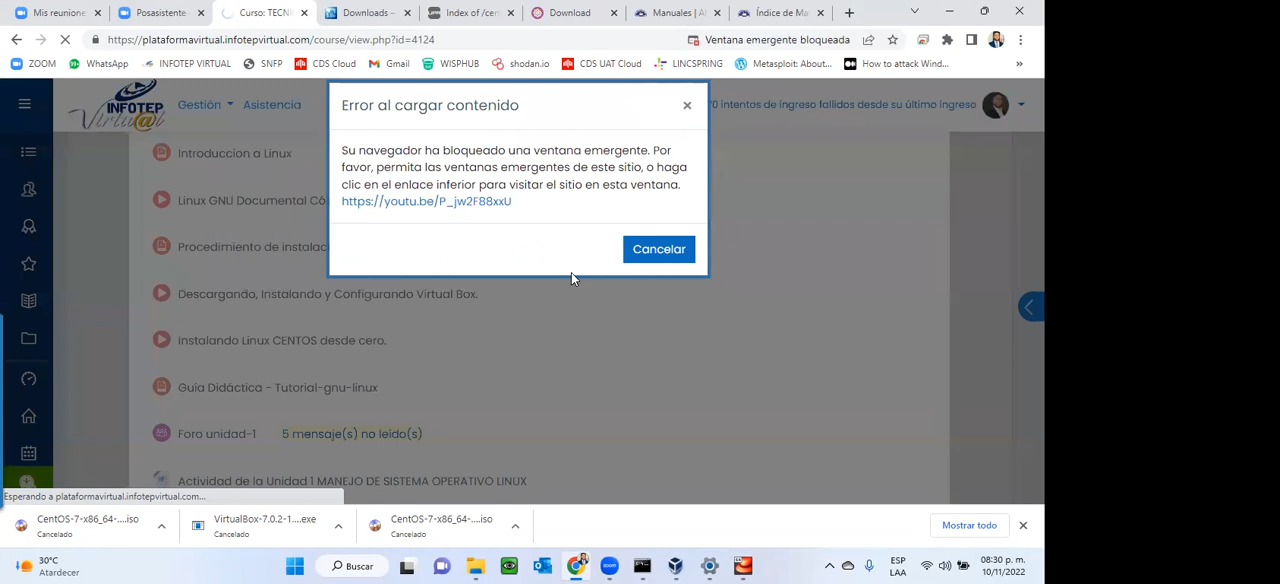 Mis reunione
Posasistente
Curso: TECNI
Downloads –
Index of /cen
Download
Manuales | A
Índice de Ma
https://plataformavirtual.infotepvirtual.com/course/view.php?id=4124
Ventana emergente bloqueada
ZOOM
WhatsApp
INFOTEP VIRTUAL
SNFP
CDS Cloud
Gmail
WISPHUB
shodan.io
CDS UAT Cloud
LINCSPRING
Metasploit: About...
How to attack Wind...
»
INFOTEP
Virtu@l
Gestión
Asistencia
0 intentos de ingreso fallidos desde su último ingreso
Error al cargar contenido
×
Su navegador ha bloqueado una ventana emergente. Por
favor, permita las ventanas emergentes de este sitio, o haga
clic en el enlace inferior para visitar el sitio en esta ventana.
https://youtu.be/P_jw2F88xxU
Cancelar
Introduccion a Linux
Linux GNU Documental Có
Procedimiento de instalac
Descargando, Instalando y Configurando Virtual Box.
Instalando Linux CENTOS desde cero.
Guia Didáctica - Tutorial-gnu-linux
Foro unidad-1
5 mensaje(s) no leído(s)
Actividad de la Unidad 1 MANEJO DE SISTEMA OPERATIVO LINUX
Esperando a plataformavirtual.infotepvirtual.com...
CentOS-7-x86_64-....iso
Cancelado
VirtualBox-7.0.2-1....exe
Cancelado
CentOS-7-x86_64-....iso
Cancelado
Mostrar todo
30°C
Atardecer
Buscar
ESP
LAA
08:30 p. m.
10/11/2022